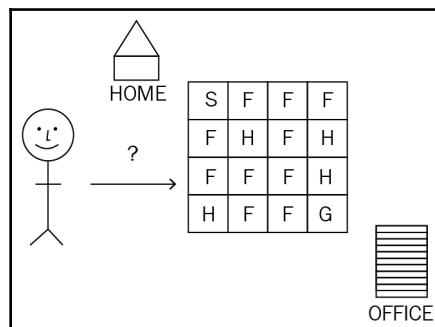 HOME
S F F F
F H F H
?
F F F H
H F F G
OFFICE